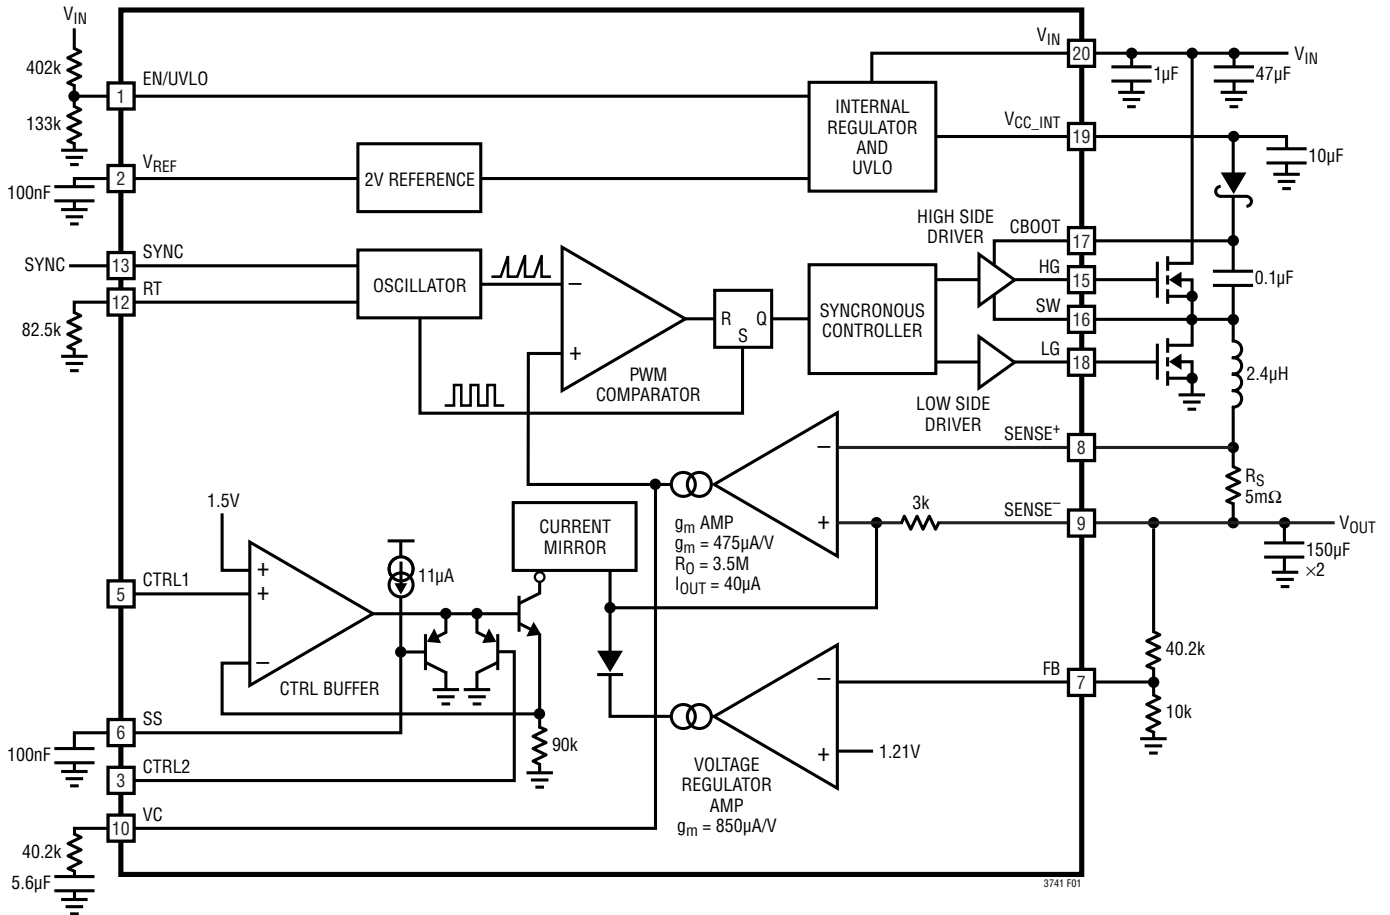 VIN
402k
133k
1
EN/UVLO
VIN
20
VIN
1µF
47µF
INTERNAL
REGULATOR
AND
UVLO
VCC_INT
19
10µF
2
VREF
100nF
2V REFERENCE
SYNC
13
SYNC
12
RT
82.5k
OSCILLATOR
−
+
PWM
COMPARATOR
R
Q
S
SYNCRONOUS
CONTROLLER
HIGH SIDE
DRIVER
LOW SIDE
DRIVER
CBOOT
17
HG
15
SW
16
LG
18
0.1µF
2.4µH
SENSE+
8
RS
5mΩ
SENSE−
9
VOUT
150µF
×2
3k
−
+
gm AMP
gm = 475µA/V
RO = 3.5M
IOUT = 40µA
CURRENT
MIRROR
1.5V
11µA
5
CTRL1
+
+
−
CTRL BUFFER
90k
6
SS
100nF
3
CTRL2
10
VC
40.2k
5.6µF
−
+
1.21V
VOLTAGE
REGULATOR
AMP
gm = 850µA/V
FB
7
40.2k
10k
3741 F01